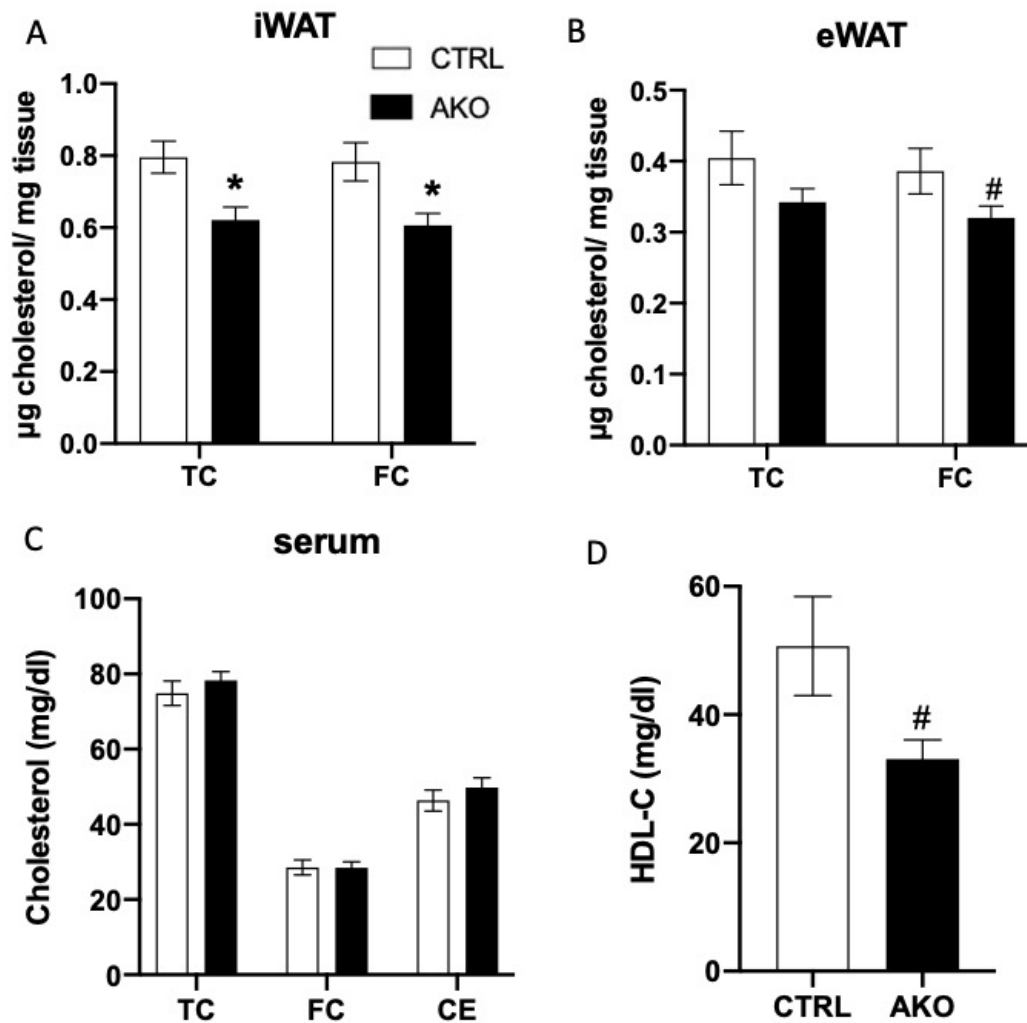 A
iWAT
CTRL
AKO
µg cholesterol/ mg tissue
1.0
0.8
0.6
0.4
0.2
0.0
*
*
TC
FC
B
eWAT
µg cholesterol/ mg tissue
0.5
0.4
0.3
0.2
0.1
0.0
#
TC
FC
C
serum
Cholesterol (mg/dl)
100
80
60
40
20
0
TC
FC
CE
D
HDL-C (mg/dl)
60
40
20
0
#
CTRL
AKO